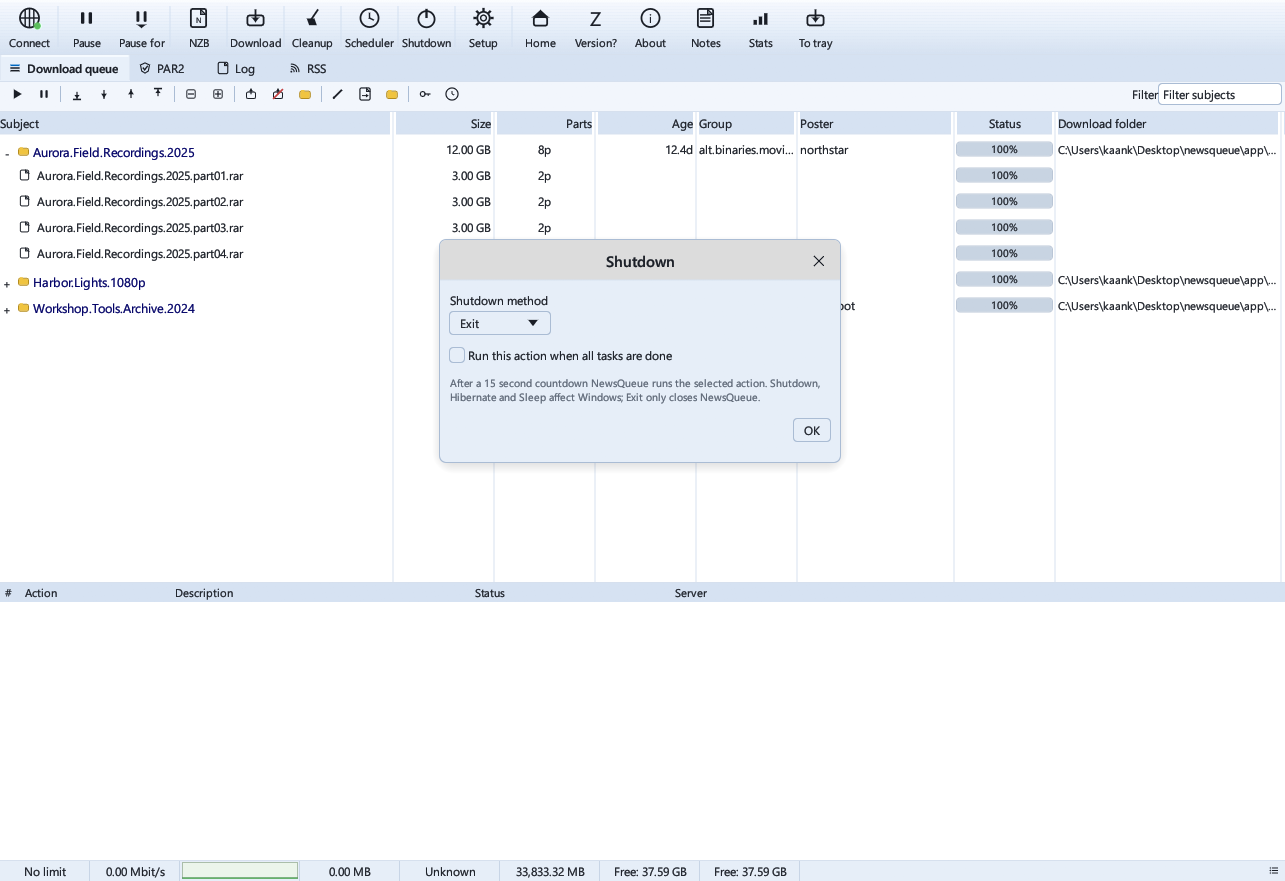 Connect Pause Pause for NZB Download Cleanup Scheduler Shutdown Setup Home Version? About Notes Stats To tray
Download queue PAR2 Log RSS
Filter Filter subjects
Subject Size Parts Age Group Poster Status Download folder
- Aurora.Field.Recordings.2025 12.00 GB 8p 12.4d alt.binaries.movi... northstar 100% C:\Users\kaank\Desktop\newsqueue\app\...
Aurora.Field.Recordings.2025.part01.rar 3.00 GB 2p 100%
Aurora.Field.Recordings.2025.part02.rar 3.00 GB 2p 100%
Aurora.Field.Recordings.2025.part03.rar 3.00 GB 2p 100%
Aurora.Field.Recordings.2025.part04.rar 100%
+ Harbor.Lights.1080p 100% C:\Users\kaank\Desktop\newsqueue\app\...
+ Workshop.Tools.Archive.2024 100% C:\Users\kaank\Desktop\newsqueue\app\...
Shutdown
Shutdown method
Exit
Run this action when all tasks are done
After a 15 second countdown NewsQueue runs the selected action. Shutdown,
Hibernate and Sleep affect Windows; Exit only closes NewsQueue.
OK
# Action Description Status Server
No limit 0.00 Mbit/s 0.00 MB Unknown 33,833.32 MB Free: 37.59 GB Free: 37.59 GB